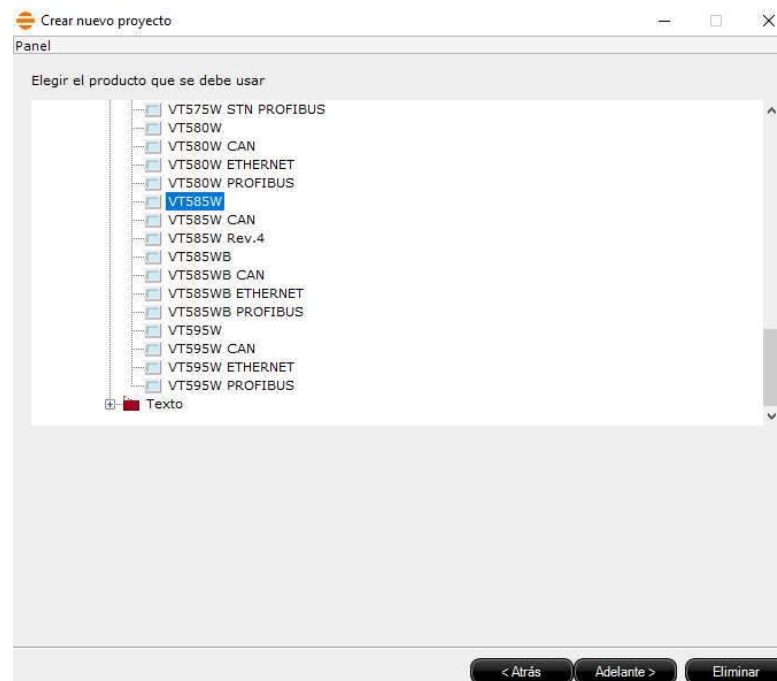 Crear nuevo proyecto
Panel
Elegir el producto que se debe usar
VT575W STN PROFIBUS
VT580W
VT580W CAN
VT580W ETHERNET
VT580W PROFIBUS
VT585W
VT585W CAN
VT585W Rev.4
VT585WB
VT585WB CAN
VT585WB ETHERNET
VT585WB PROFIBUS
VT595W
VT595W CAN
VT595W ETHERNET
VT595W PROFIBUS
Texto
< Atrás Adelante > Eliminar